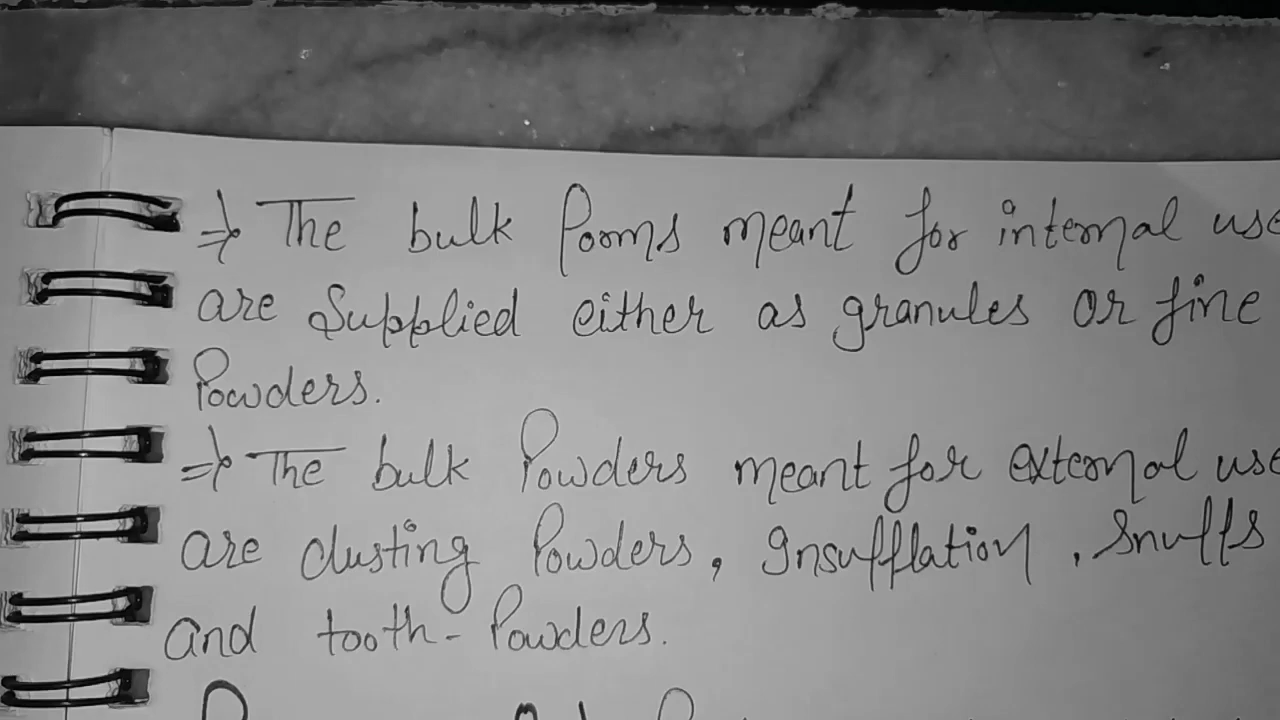 ⇒ The bulk Pooms meant for internal use
are Supplied either as granules or fine
Powders.
⇒ The bulk Powders meant for external use
are dusting Powders, Insufflation, Snuffs
and tooth-Powders.